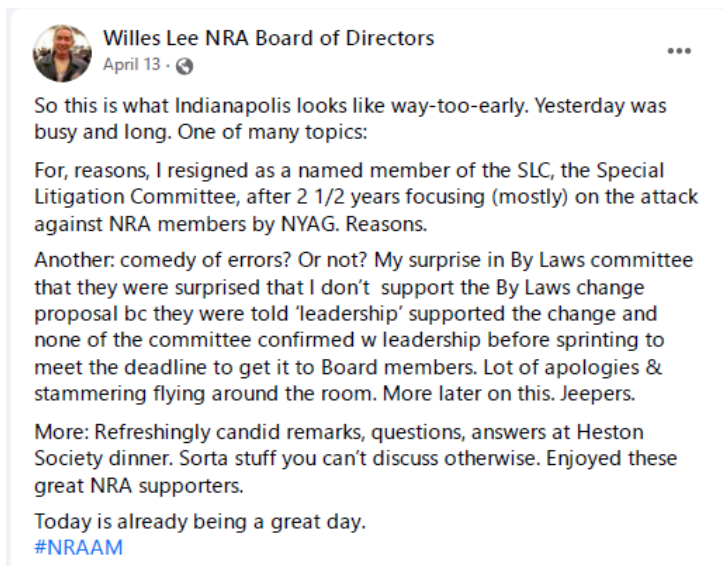 Willes Lee NRA Board of Directors
April 13 ·
So this is what Indianapolis looks like way-too-early. Yesterday was
busy and long. One of many topics:
For, reasons, I resigned as a named member of the SLC, the Special
Litigation Committee, after 2 1/2 years focusing (mostly) on the attack
against NRA members by NYAG. Reasons.
Another: comedy of errors? Or not? My surprise in By Laws committee
that they were surprised that I don’t  support the By Laws change
proposal bc they were told ‘leadership’ supported the change and
none of the committee confirmed w leadership before sprinting to
meet the deadline to get it to Board members. Lot of apologies &
stammering flying around the room. More later on this. Jeepers.
More: Refreshingly candid remarks, questions, answers at Heston
Society dinner. Sorta stuff you can’t discuss otherwise. Enjoyed these
great NRA supporters.
Today is already being a great day.
#NRAAM